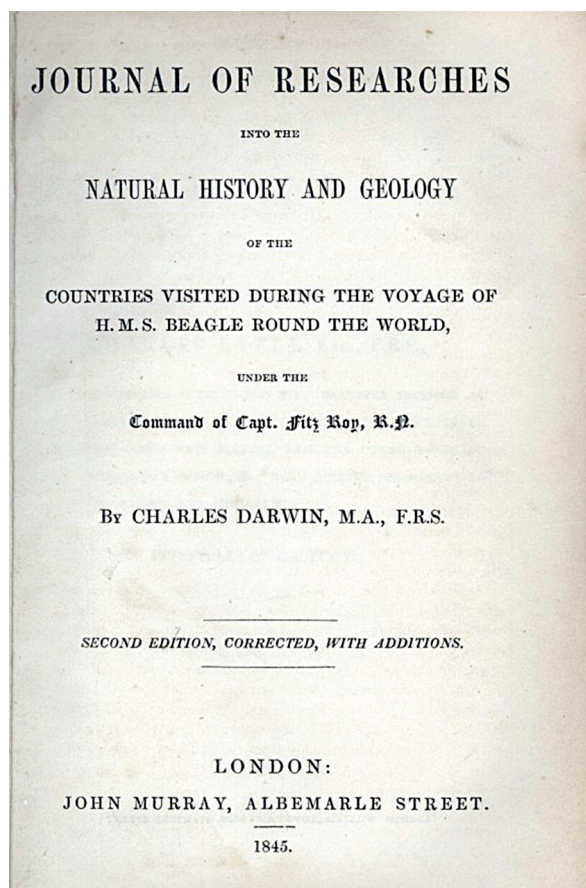 JOURNAL OF RESEARCHES
INTO THE
NATURAL HISTORY AND GEOLOGY
OF THE
COUNTRIES VISITED DURING THE VOYAGE OF
H.M.S. BEAGLE ROUND THE WORLD,
UNDER THE
Command of Capt. Fitz Roy, R.N.
BY CHARLES DARWIN, M.A., F.R.S.
SECOND EDITION, CORRECTED, WITH ADDITIONS.
LONDON:
JOHN MURRAY, ALBEMARLE STREET.
1845.